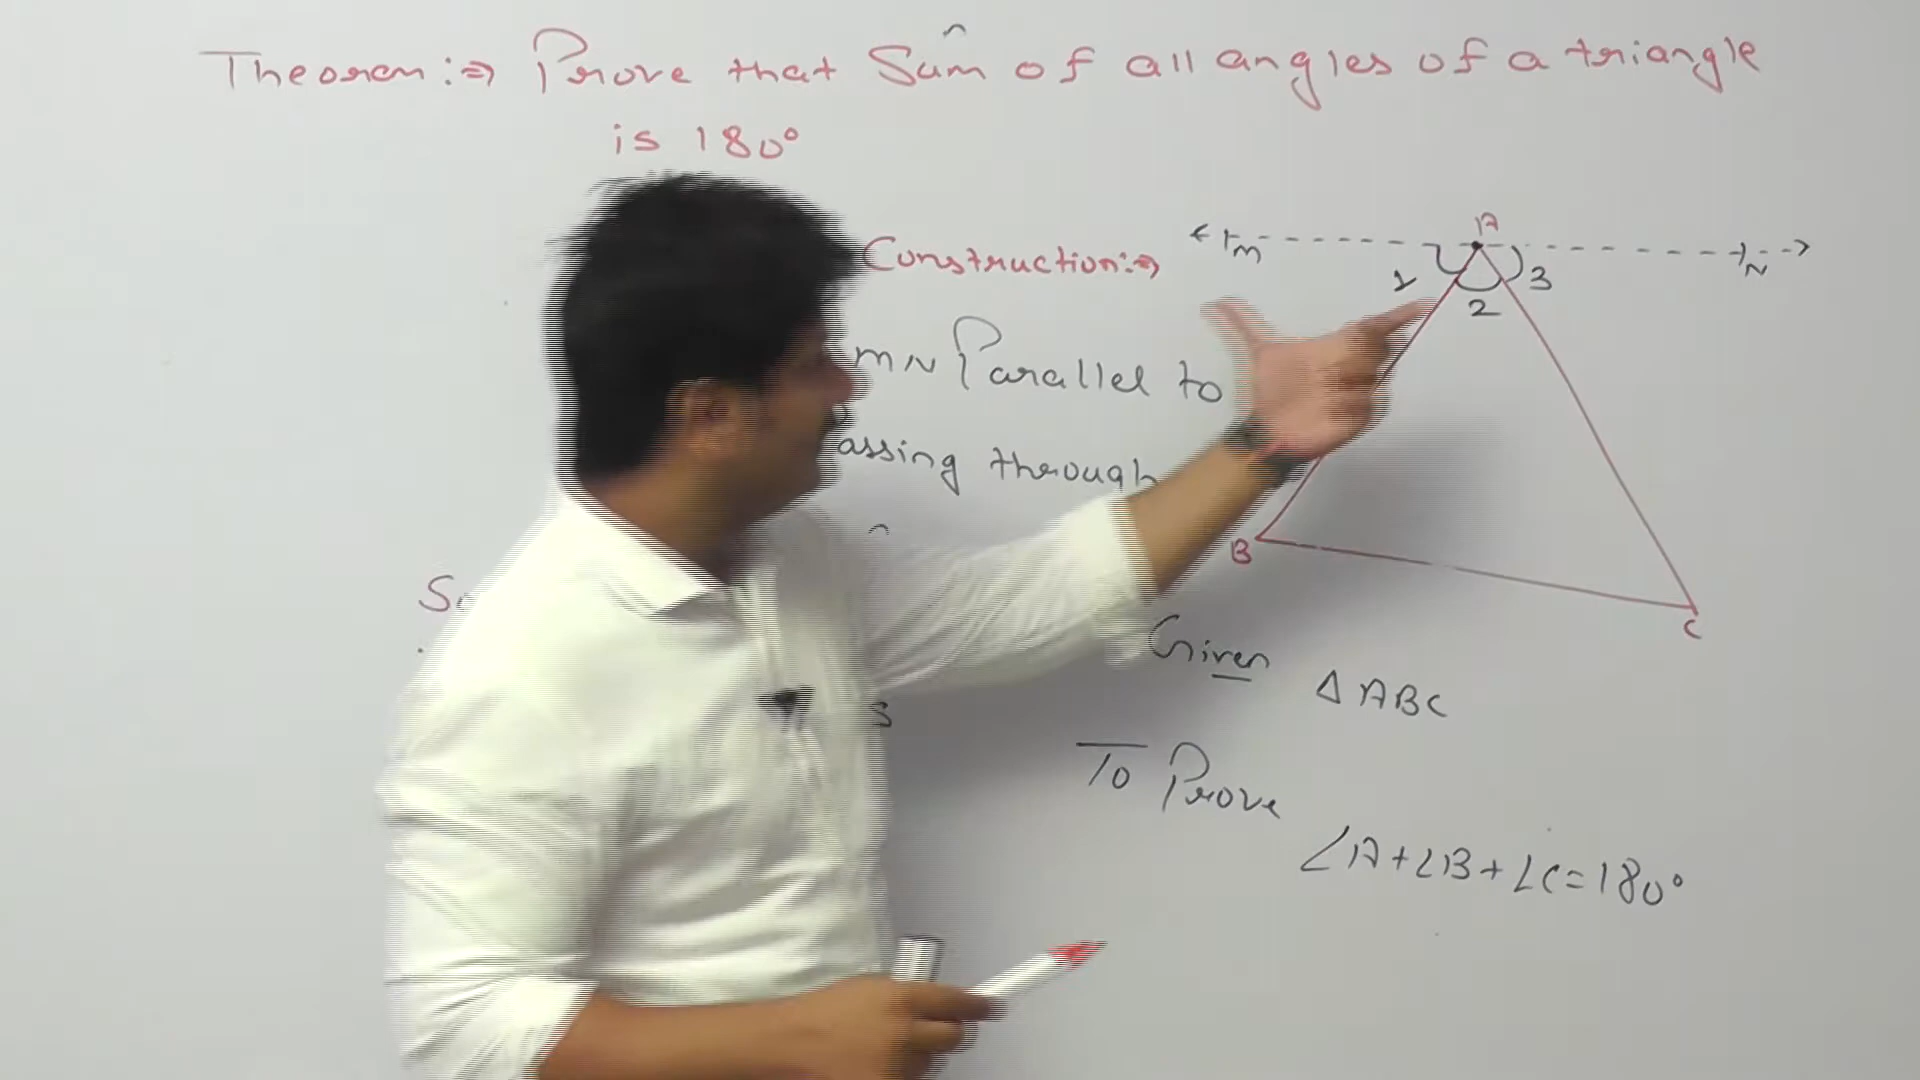 Theorem :⇒ Prove that Sum of all angles of a triangle
is 180°
Construction :⇒
MN Parallel to
assing through
A
M
N
1
2
3
B
C
S
Given
△ABC
To Prove
∠A+∠B+∠C=180°